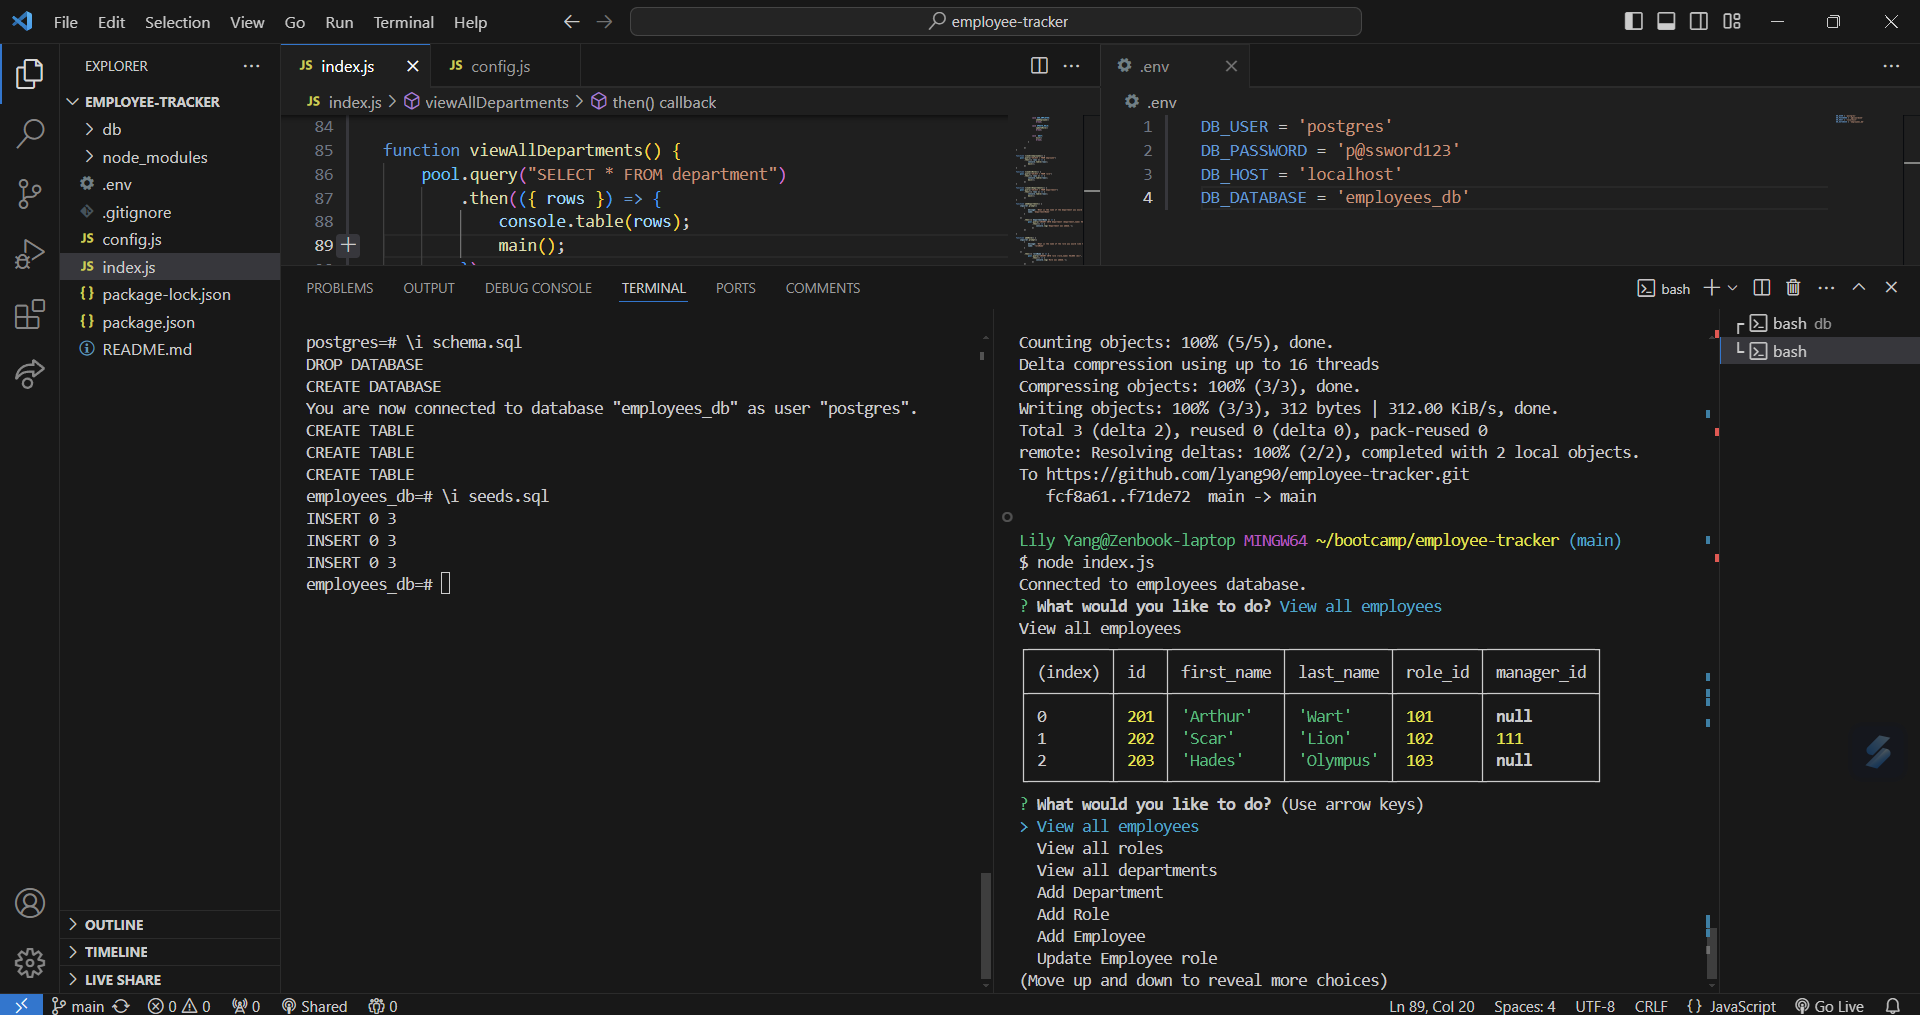 File Edit Selection View Go Run Terminal Help
employee-tracker
EXPLORER
EMPLOYEE-TRACKER
db
node_modules
.env
.gitignore
JS config.js
JS index.js
{} package-lock.json
{} package.json
README.md
OUTLINE
TIMELINE
LIVE SHARE
JS index.js
JS config.js
JS index.js > viewAllDepartments > then() callback
84
85 function viewAllDepartments() {
86 pool.query("SELECT * FROM department")
87 .then(({ rows }) => {
88 console.table(rows);
89 main();
.env
.env
1 DB_USER = 'postgres'
2 DB_PASSWORD = 'p@ssword123'
3 DB_HOST = 'localhost'
4 DB_DATABASE = 'employees_db'
PROBLEMS OUTPUT DEBUG CONSOLE TERMINAL PORTS COMMENTS
bash
postgres=# \i schema.sql
DROP DATABASE
CREATE DATABASE
You are now connected to database "employees_db" as user "postgres".
CREATE TABLE
CREATE TABLE
CREATE TABLE
employees_db=# \i seeds.sql
INSERT 0 3
INSERT 0 3
INSERT 0 3
employees_db=#
Counting objects: 100% (5/5), done.
Delta compression using up to 16 threads
Compressing objects: 100% (3/3), done.
Writing objects: 100% (3/3), 312 bytes | 312.00 KiB/s, done.
Total 3 (delta 2), reused 0 (delta 0), pack-reused 0
remote: Resolving deltas: 100% (2/2), completed with 2 local objects.
To https://github.com/lyang90/employee-tracker.git
fcf8a61..f71de72 main -> main
Lily Yang@Zenbook-laptop MINGW64 ~/bootcamp/employee-tracker (main)
$ node index.js
Connected to employees database.
? What would you like to do? View all employees
View all employees
(index) id first_name last_name role_id manager_id
0 201 'Arthur' 'Wart' 101 null
1 202 'Scar' 'Lion' 102 111
2 203 'Hades' 'Olympus' 103 null
? What would you like to do? (Use arrow keys)
> View all employees
View all roles
View all departments
Add Department
Add Role
Add Employee
Update Employee role
(Move up and down to reveal more choices)
bash db
bash
main 0 0 0 Shared 0
Ln 89, Col 20 Spaces: 4 UTF-8 CRLF {} JavaScript Go Live